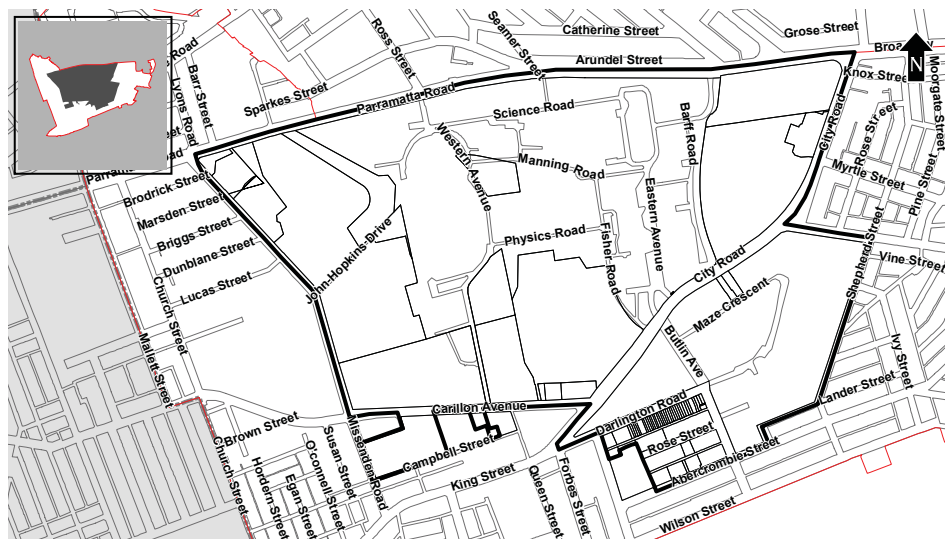 Grose Street
Catherine Street
Seamer Street
Ross Street
Broadway
N
Arundel Street
Knox Street
Moorgate Street
Barr Street
Lyons Road
Road
Sparkes Street
Parramatta Road
Science Road
City Road
Rose Street
Street
Parramatta Road
Western Avenue
Manning Road
Barff Road
Myrtle Street
Pine Street
Brodrick Street
Marsden Street
Briggs Street
Eastern Avenue
Physics Road
Fisher Road
Dunblane Street
John Hopkins Drive
City Road
Shepherd Street
Vine Street
Lucas Street
Maze Crescent
Church Street
Mallett Street
Butlin Ave
Ivy Street
Carillon Avenue
Darlington Road
Lander Street
Brown Street
Missenden Road
Campbell Street
Rose Street
Abercrombie Street
Church Street
Hordern Street
Egan Street
O'connell Street
Susan Street
King Street
Queen Street
Forbes Street
Wilson Street